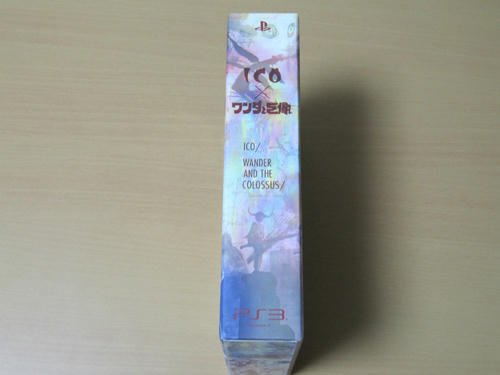 ICO
×
ワンダと巨像
ICO/
WANDER
AND THE
COLOSSUS/
PS3